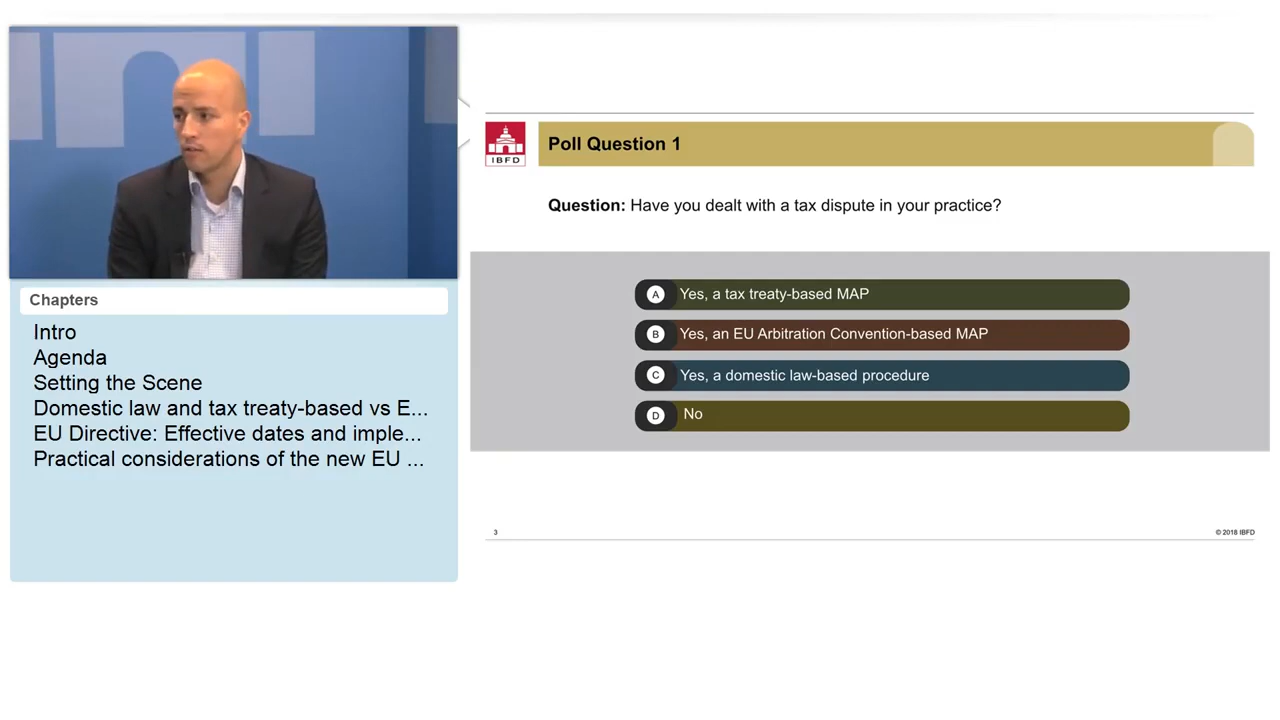 Chapters
Intro
Agenda
Setting the Scene
Domestic law and tax treaty-based vs E...
EU Directive: Effective dates and imple...
Practical considerations of the new EU ...
IBFD
Poll Question 1
Question: Have you dealt with a tax dispute in your practice?
A Yes, a tax treaty-based MAP
B Yes, an EU Arbitration Convention-based MAP
C Yes, a domestic law-based procedure
D No
3
© 2018 IBFD